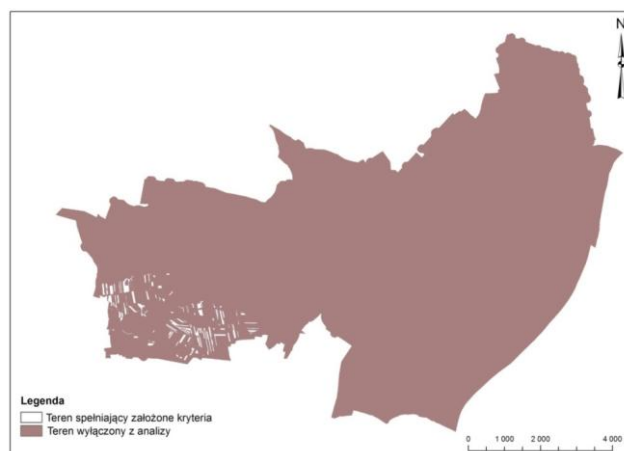 N
Legenda
Teren spełniający założone kryteria
Teren wyłączony z analizy
0 1 000 2 000 4 000